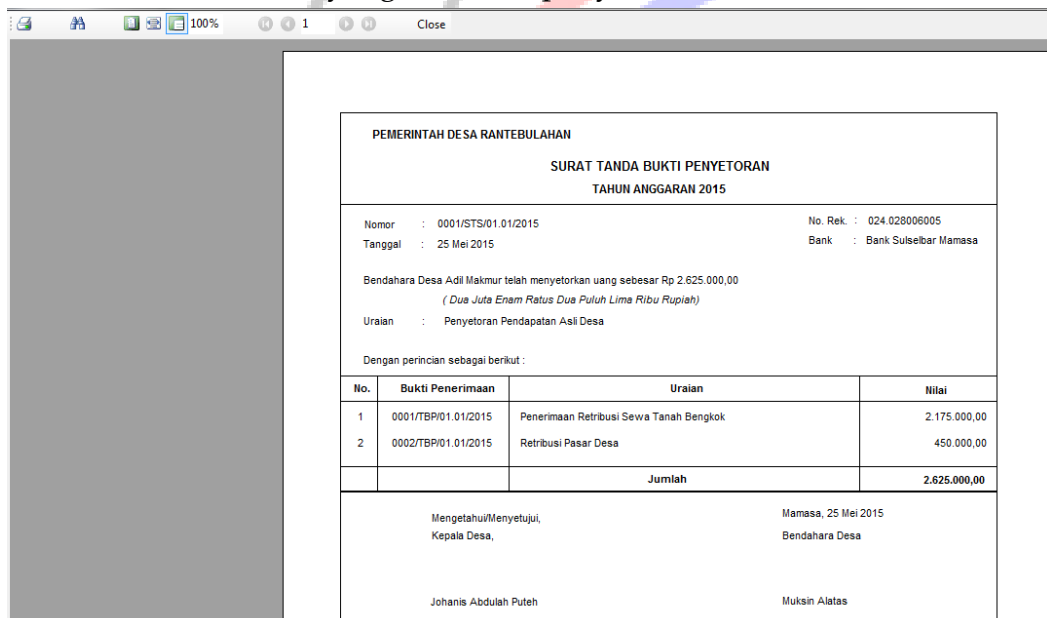 100% 1 Close
PEMERINTAH DESA RANTEBULAHAN
SURAT TANDA BUKTI PENYETORAN
TAHUN ANGGARAN 2015
Nomor : 0001/STS/01.01/2015 No. Rek. : 024.028006005
Tanggal : 25 Mei 2015 Bank : Bank Sulselbar Mamasa
Bendahara Desa Adil Makmur telah menyetorkan uang sebesar Rp 2.625.000,00
( Dua Juta Enam Ratus Dua Puluh Lima Ribu Rupiah)
Uraian : Penyetoran Pendapatan Asli Desa
Dengan perincian sebagai berikut :
No. Bukti Penerimaan Uraian Nilai
1 0001/TBP/01.01/2015 Penerimaan Retribusi Sewa Tanah Bengkok 2.175.000,00
2 0002/TBP/01.01/2015 Retribusi Pasar Desa 450.000,00
Jumlah 2.625.000,00
Mengetahui/Menyetujui, Mamasa, 25 Mei 2015
Kepala Desa, Bendahara Desa
Johanis Abdulah Puteh Muksin Alatas